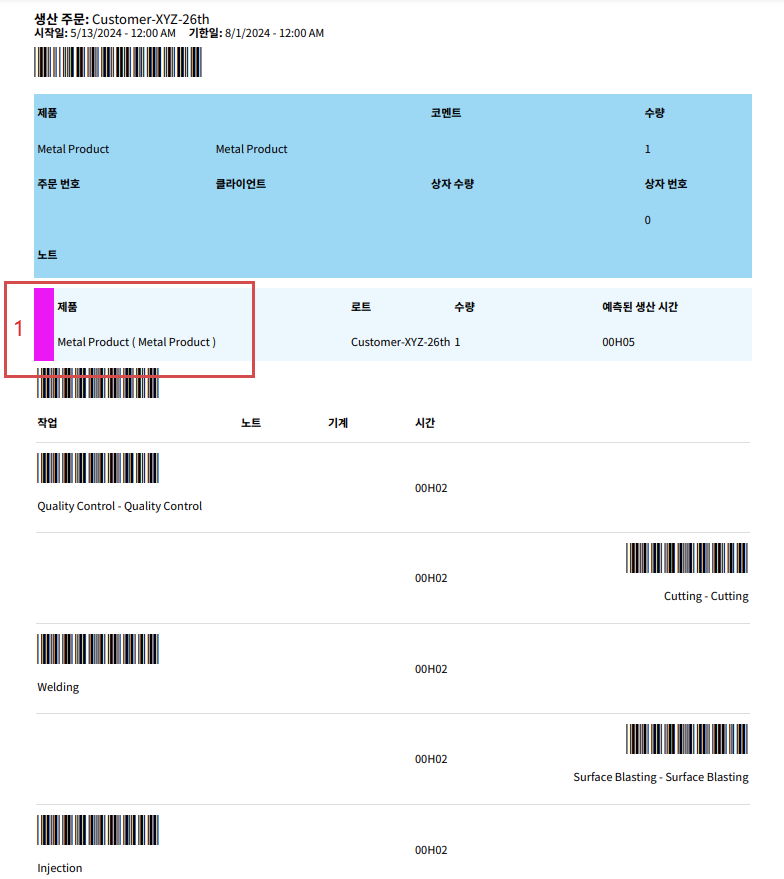 생산 주문: Customer-XYZ-26th
시작일: 5/13/2024 - 12:00 AM 기한일: 8/1/2024 - 12:00 AM
제품 코멘트 수량
Metal Product Metal Product 1
주문 번호 클라이언트 상자 수량 상자 번호
0
노트
제품 로트 수량 예측된 생산 시간
1
Metal Product ( Metal Product ) Customer-XYZ-26th 1 00H05
작업 노트 기계 시간
00H02
Quality Control - Quality Control
00H02
Cutting - Cutting
00H02
Welding
00H02
Surface Blasting - Surface Blasting
00H02
Injection